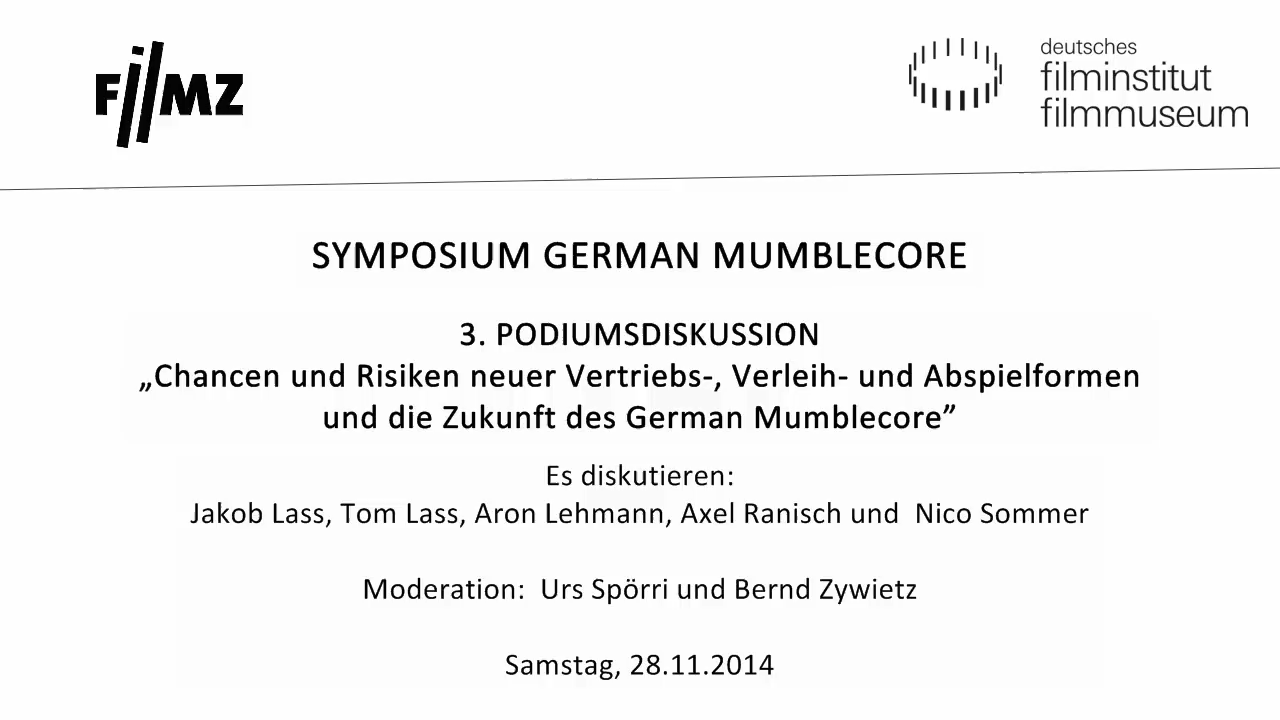 FILMZ
deutsches
filminstitut
filmmuseum
SYMPOSIUM GERMAN MUMBLECORE
3. PODIUMSDISKUSSION
„Chancen und Risiken neuer Vertriebs-, Verleih- und Abspielformen
und die Zukunft des German Mumblecore”
Es diskutieren:
Jakob Lass, Tom Lass, Aron Lehmann, Axel Ranisch und  Nico Sommer
Moderation:  Urs Spörri und Bernd Zywietz
Samstag, 28.11.2014